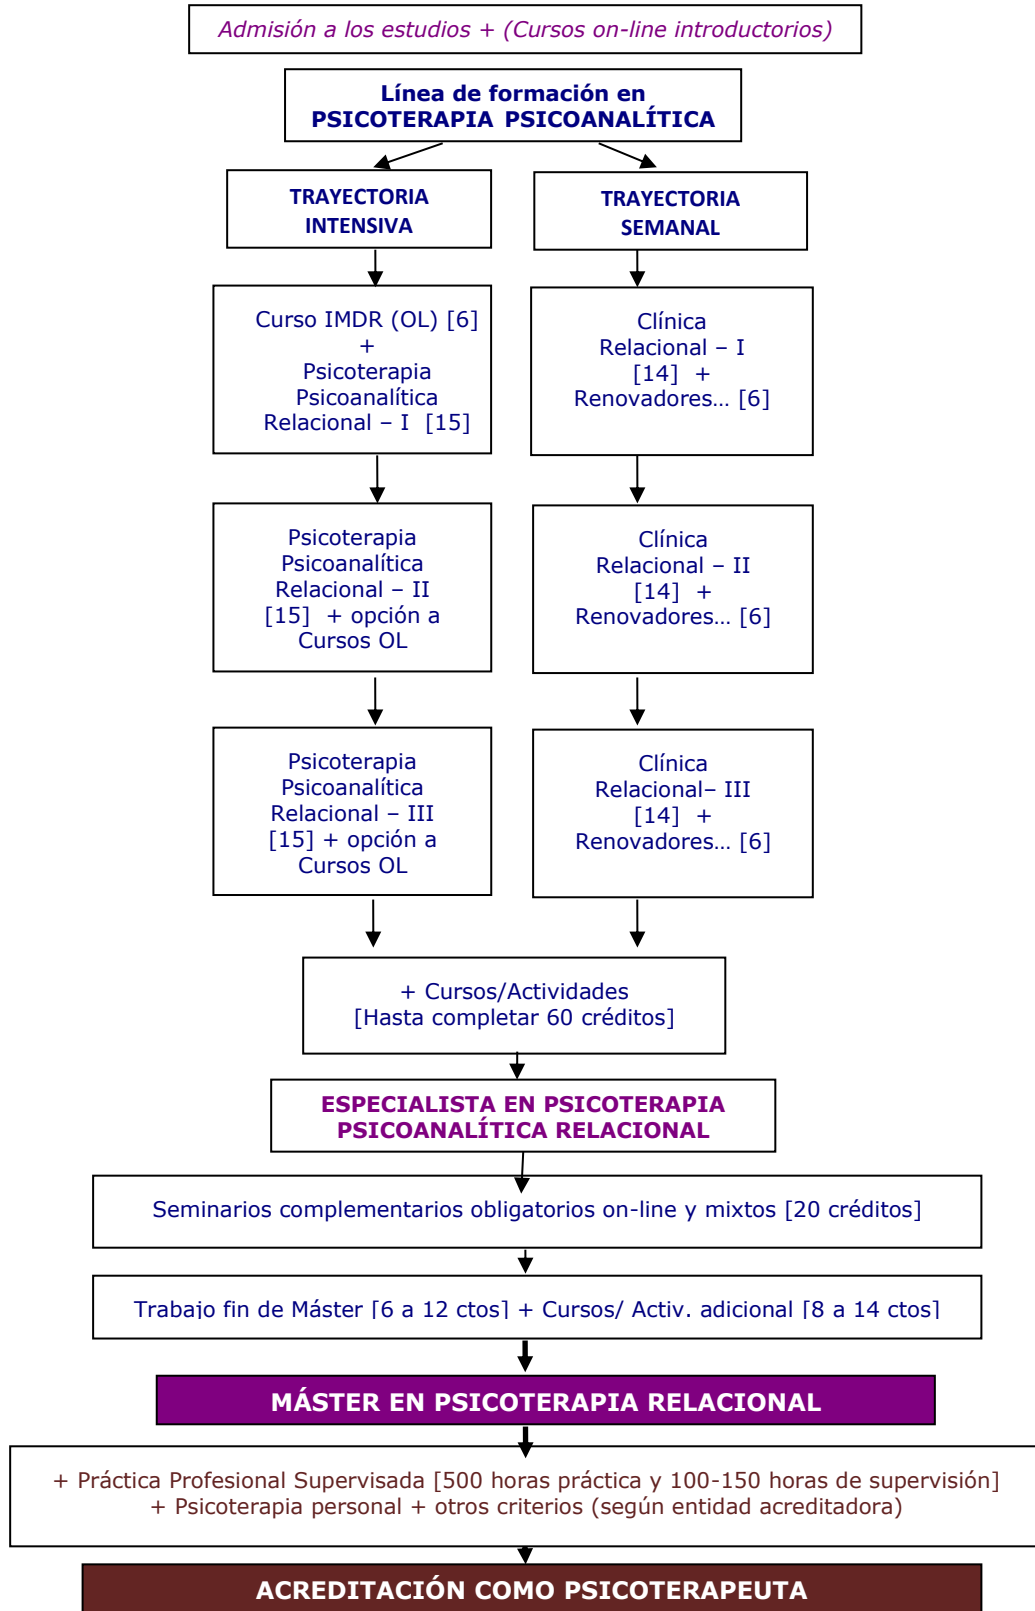 Admisión a los estudios + (Cursos on-line introductorios)
Línea de formación en
PSICOTERAPIA PSICOANALÍTICA
TRAYECTORIA
INTENSIVA
TRAYECTORIA
SEMANAL
Curso IMDR (OL) [6]
+
Psicoterapia
Psicoanalítica
Relacional – I [15]
Clínica
Relacional – I
[14] +
Renovadores... [6]
Psicoterapia
Psicoanalítica
Relacional – II
[15] + opción a
Cursos OL
Clínica
Relacional – II
[14] +
Renovadores... [6]
Psicoterapia
Psicoanalítica
Relacional – III
[15] + opción a
Cursos OL
Clínica
Relacional– III
[14] +
Renovadores... [6]
+ Cursos/Actividades
[Hasta completar 60 créditos]
ESPECIALISTA EN PSICOTERAPIA
PSICOANALÍTICA RELACIONAL
Seminarios complementarios obligatorios on-line y mixtos [20 créditos]
Trabajo fin de Máster [6 a 12 ctos] + Cursos/ Activ. adicional [8 a 14 ctos]
MÁSTER EN PSICOTERAPIA RELACIONAL
+ Práctica Profesional Supervisada [500 horas práctica y 100-150 horas de supervisión]
+ Psicoterapia personal + otros criterios (según entidad acreditadora)
ACREDITACIÓN COMO PSICOTERAPEUTA